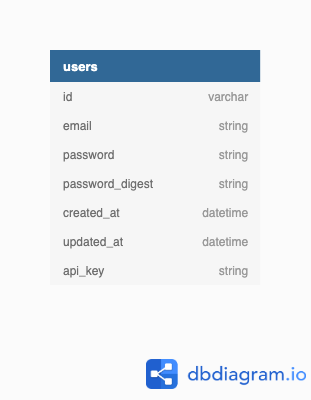 users
id varchar
email string
password string
password_digest string
created_at datetime
updated_at datetime
api_key string
dbdiagram.io